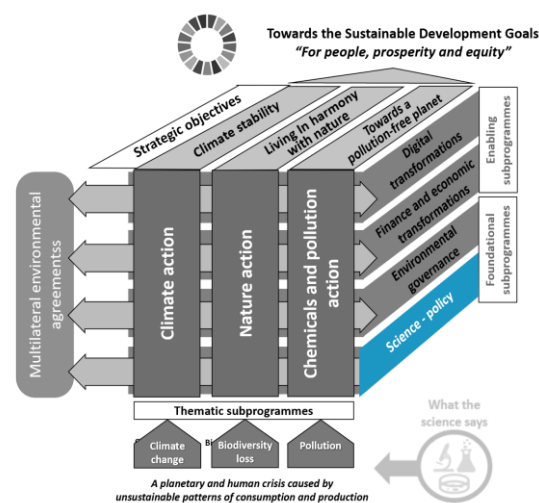 Towards the Sustainable Development Goals
“For people, prosperity and equity”
Strategic objectives
Climate stability
Living In harmony
with nature
Towards a
pollution-free planet
Digital
transformations
Finance and economic
transformations
Environmental
governance
Science - policy
Enabling
subprogrammes
Foundational
subprogrammes
Multilateral environmental
agreementss
Climate action
Nature action
Chemicals and pollution
action
Thematic subprogrammes
Climate
change
Bi
Biodiversity
loss
Pollution
What the
science says
A planetary and human crisis caused by
unsustainable patterns of consumption and production